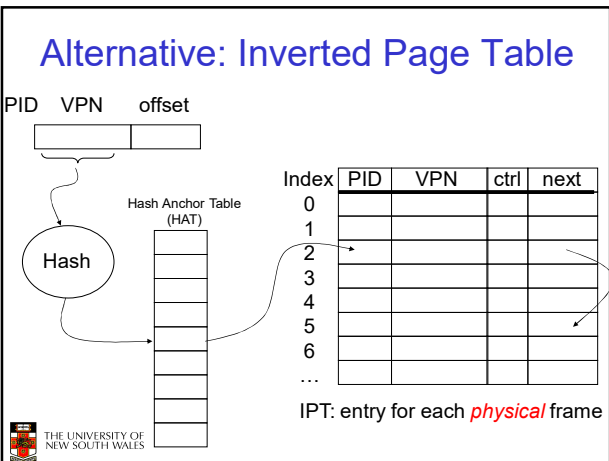 Alternative: Inverted Page Table
PID VPN offset
Hash
Hash Anchor Table
(HAT)
Index PID VPN ctrl next
0
1
2
3
4
5
6
…
IPT: entry for each physical frame
THE UNIVERSITY OF
NEW SOUTH WALES